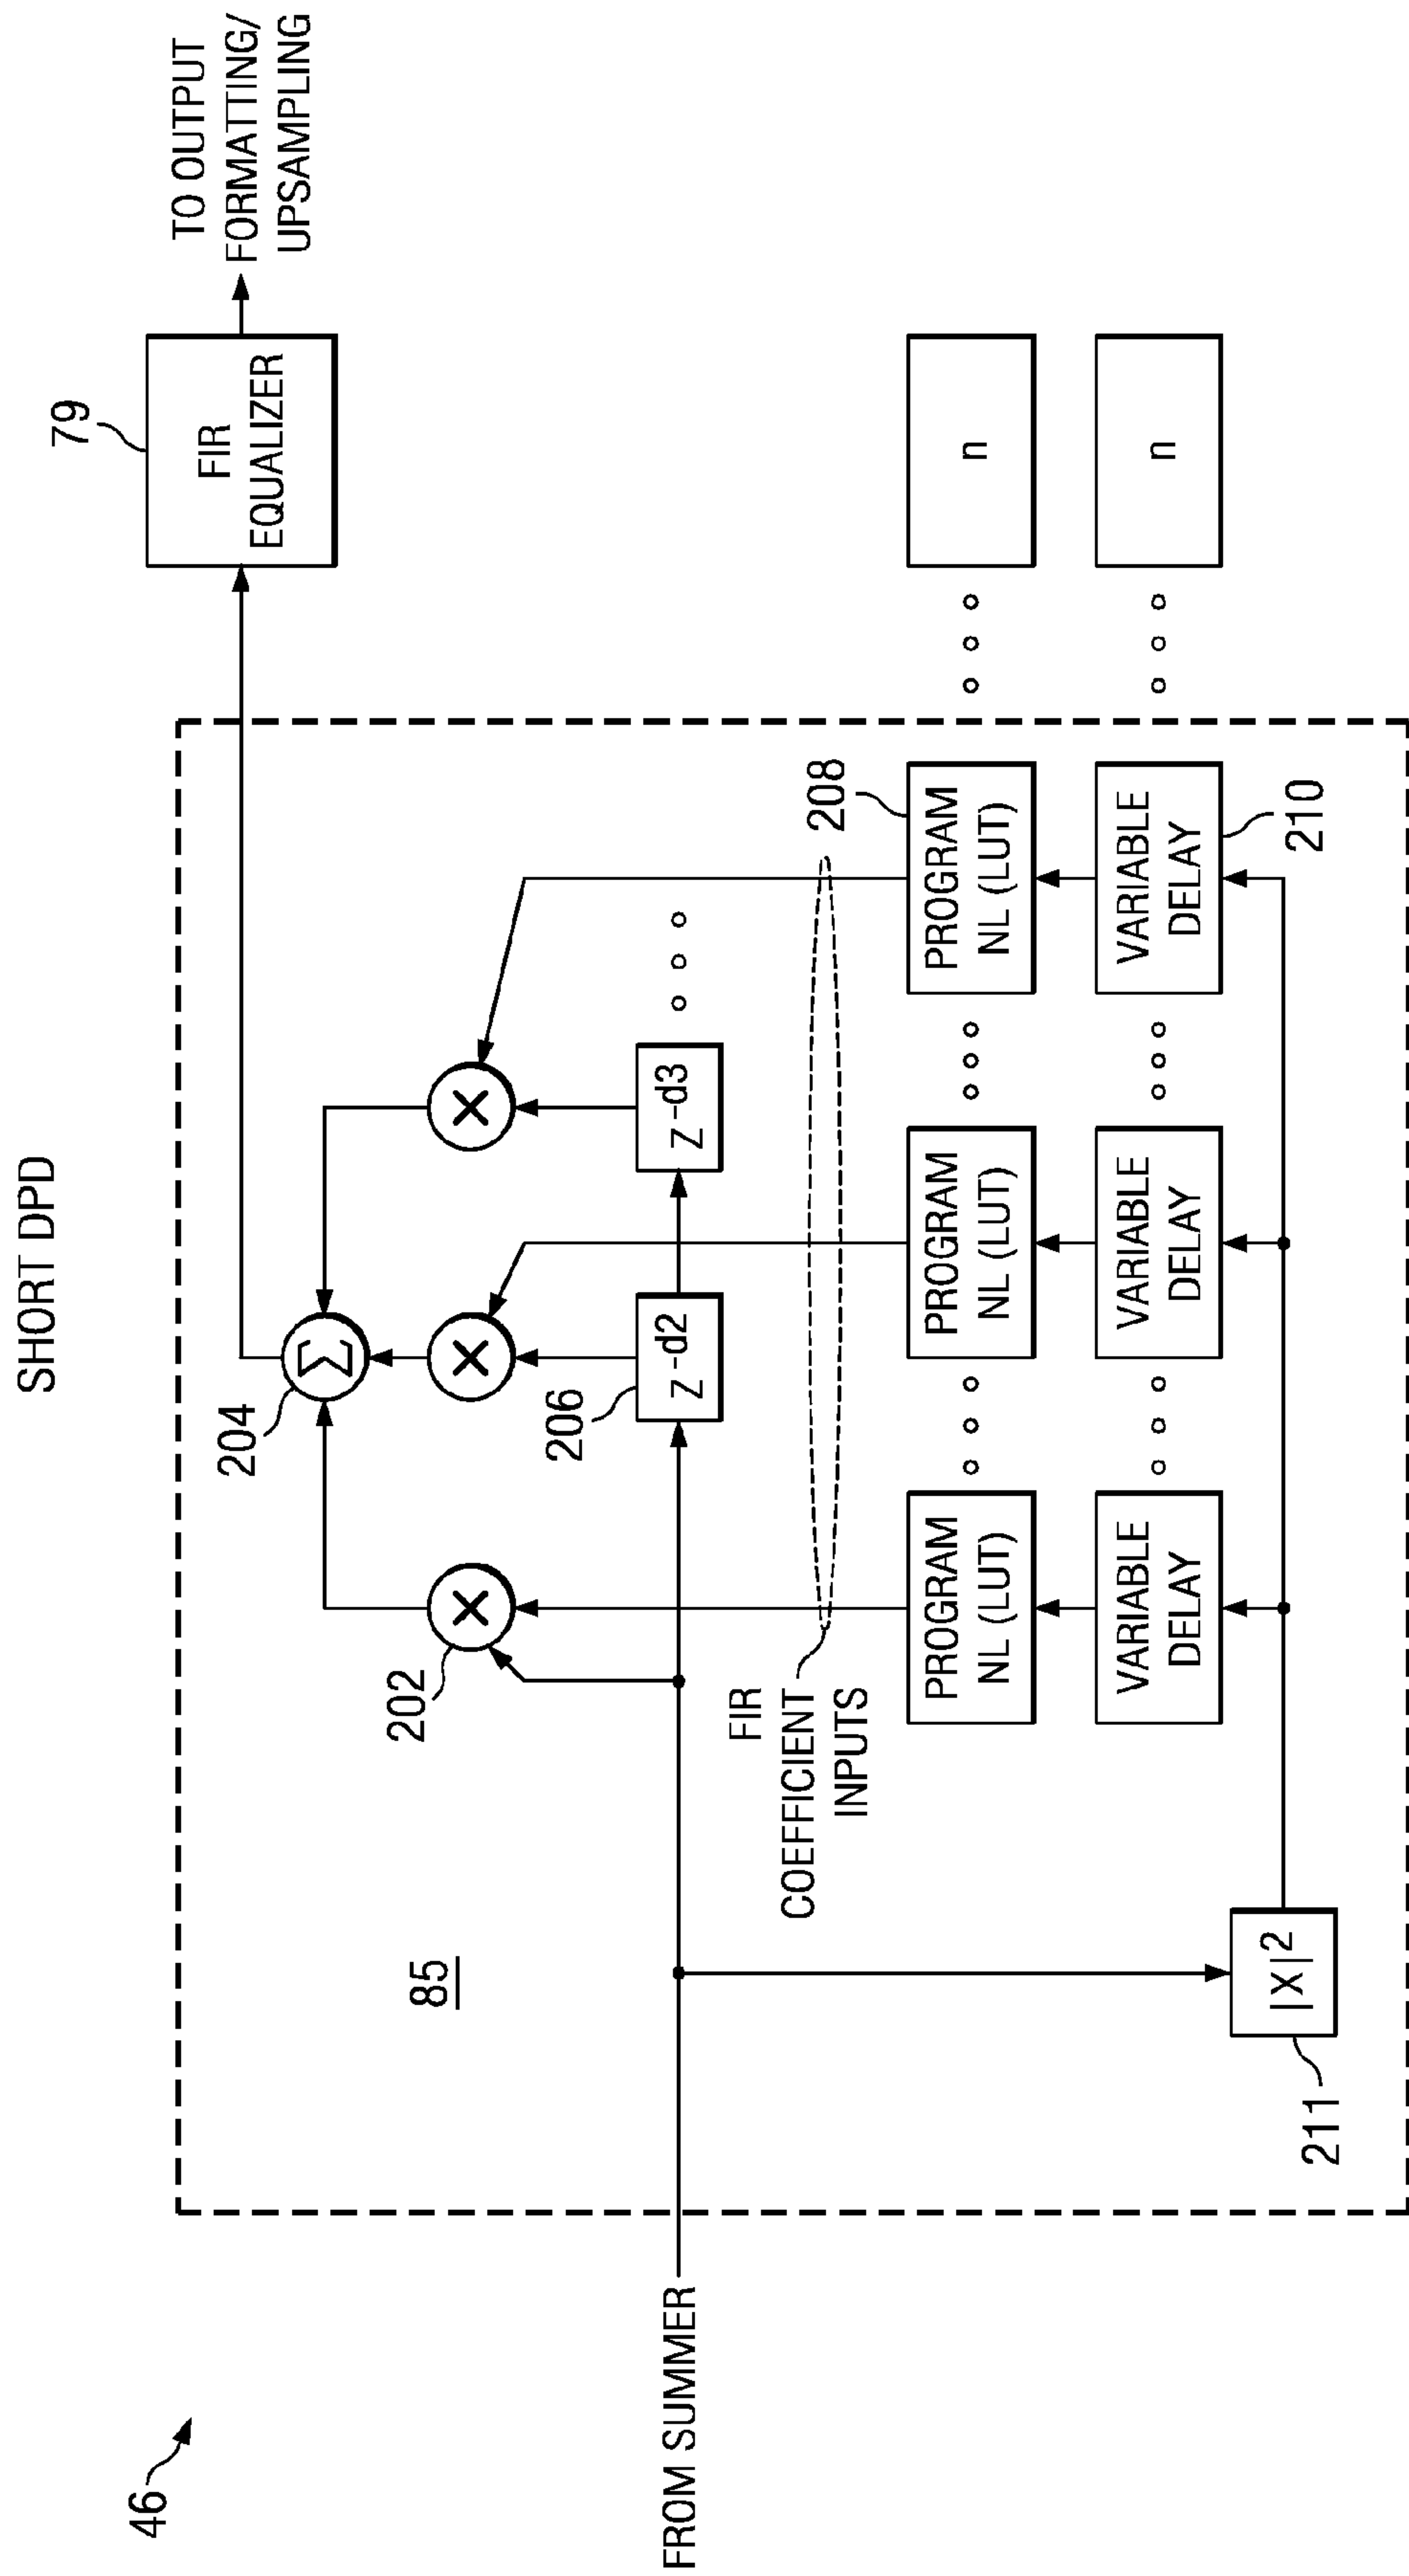 SHORT DPD
46
79
FIR
EQUALIZER
TO OUTPUT
FORMATTING/
UPSAMPLING
204
Σ
202
×
×
×
206
Z -d2
Z -d3
85
FROM SUMMER
FIR
COEFFICIENT
INPUTS
208
PROGRAM
NL (LUT)
PROGRAM
NL (LUT)
PROGRAM
NL (LUT)
n
VARIABLE
DELAY
VARIABLE
DELAY
VARIABLE
DELAY
n
210
|X|2
211